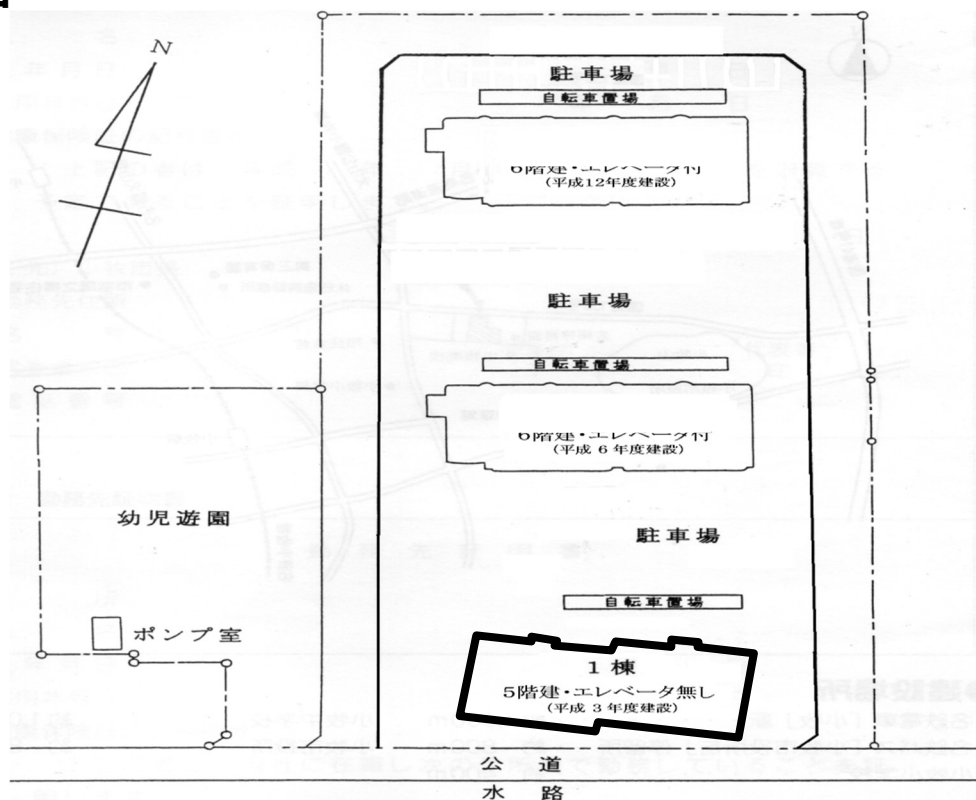 N
駐車場
自転車置場
6階建・エレベータ付
(平成12年度建設)
駐車場
自転車置場
6階建・エレベータ付
(平成 6 年度建設)
幼児遊園
駐車場
自転車置場
ポンプ室
1棟
5階建・エレベータ無し
(平成 3 年度建設)
公道
水路